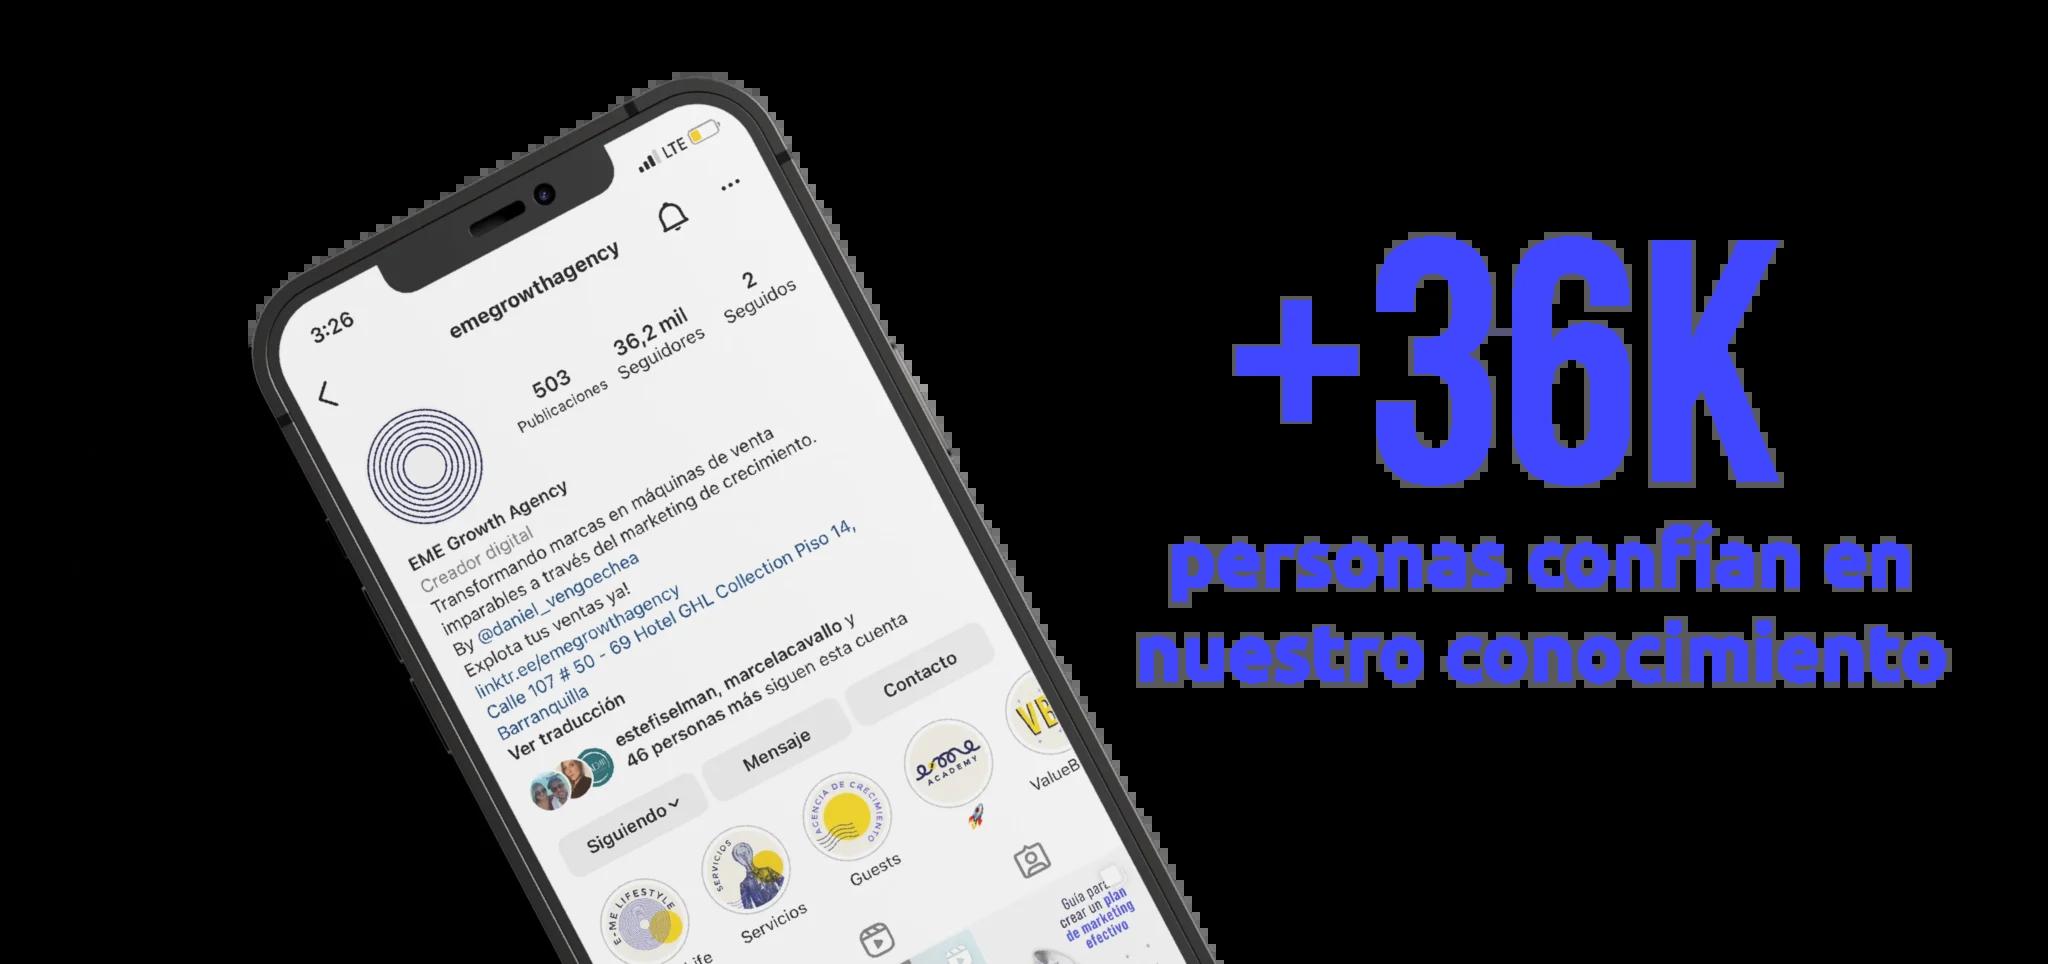 3:26
LTE
emegrowthagency
503
Publicaciones
36,2 mil
Seguidores
2
Seguidos
EME Growth Agency
Creador digital
Transformando marcas en máquinas de venta
imparables a través del marketing de crecimiento.
By @daniel_vengoechea
Explota tus ventas ya!
linktr.ee/emegrowthagency
Calle 107 # 50 - 69 Hotel GHL Collection Piso 14,
Barranquilla
Ver traducción
estefiselman, marcelacavallo y
46 personas más siguen esta cuenta
Siguiendo
Mensaje
Contacto
E-ME LIFESTYLE
SERVICIOS
Servicios
AGENCIA DE CRECIMIENTO
Guests
eme
ACADEMY
VB
ValueB
Guía para
crear un plan
de marketing
efectivo
+36K
personas confían en
nuestro conocimiento